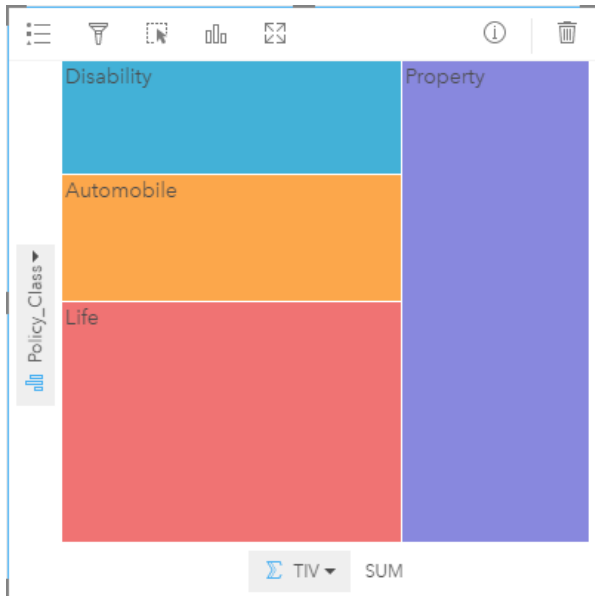 Disability
Property
Automobile
Life
Policy_Class
TIV
SUM